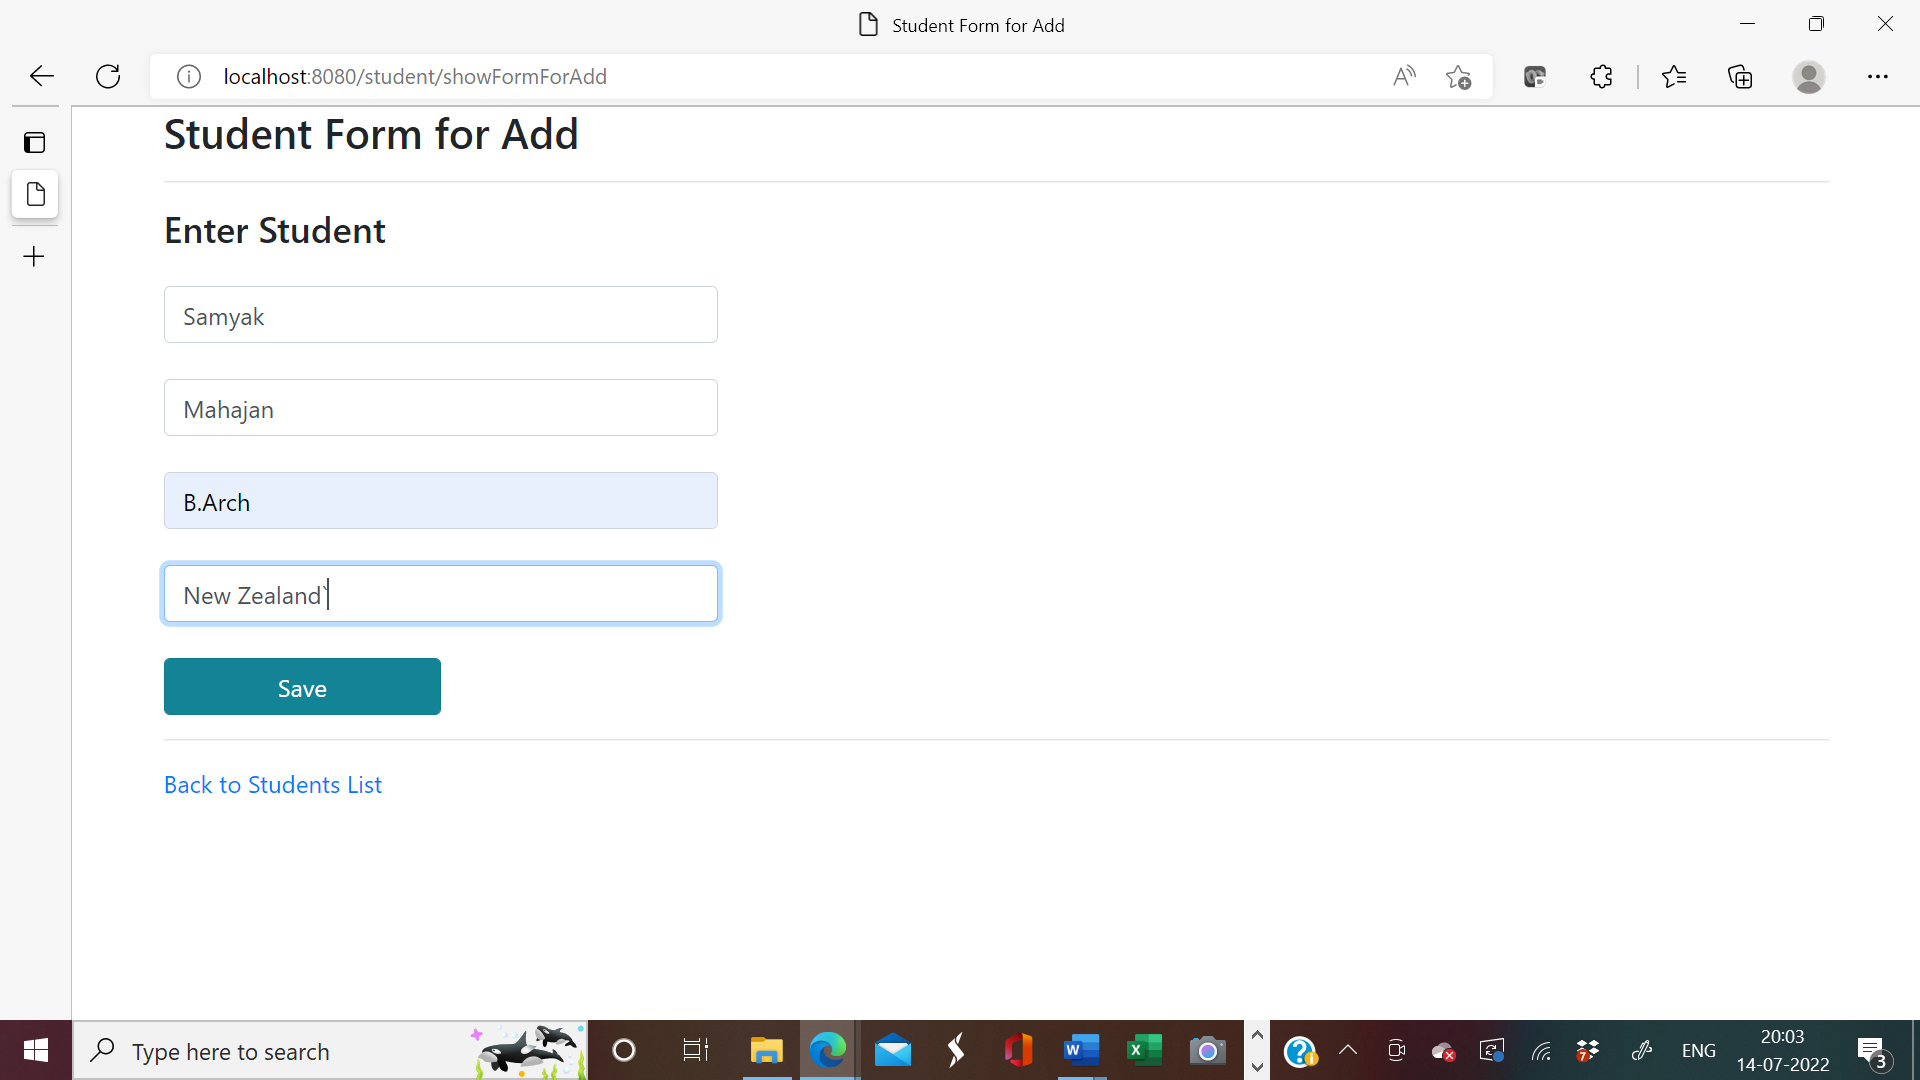 Student Form for Add
localhost:8080/student/showFormForAdd
Student Form for Add
Enter Student
Samyak
Mahajan
B.Arch
New Zealand`
Save
Back to Students List
Type here to search
ENG
20:03
14-07-2022
3
7